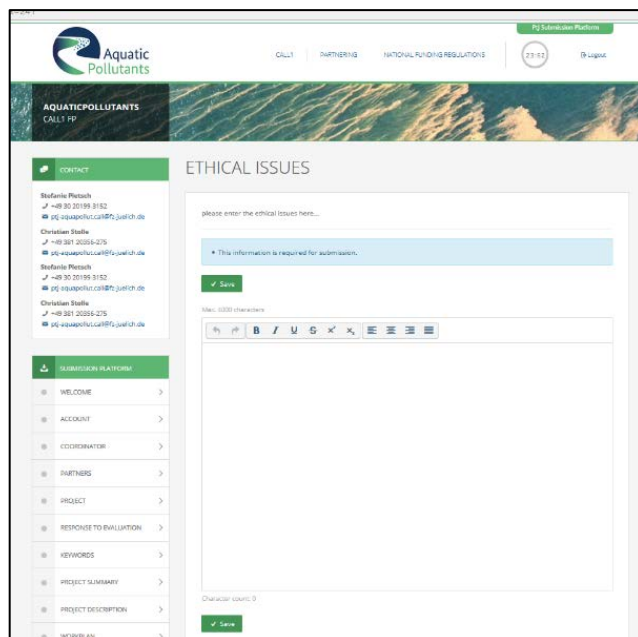 =241
PtJ Submission Platform
Aquatic
Pollutants
CALL1
PARTNERING
NATIONAL FUNDING REGULATIONS
23:52
Logout
AQUATICPOLLUTANTS
CALL1 FP
CONTACT
Stefanie Pietsch
+49 30 20199-3152
ptj-aquapollut.call@fz-juelich.de
Christian Stolle
+49 381 20356-275
ptj-aquapollut.call@fz-juelich.de
Stefanie Pietsch
+49 30 20199-3152
ptj-aquapollut.call@fz-juelich.de
Christian Stolle
+49 381 20356-275
ptj-aquapollut.call@fz-juelich.de
SUBMISSION PLATFORM
WELCOME
ACCOUNT
COORDINATOR
PARTNERS
PROJECT
RESPONSE TO EVALUATION
KEYWORDS
PROJECT SUMMARY
PROJECT DESCRIPTION
WORKPLAN
ETHICAL ISSUES
please enter the ethical issues here...
This information is required for submission.
Save
characters
B I U S x² x₂
Character count: 0
Save